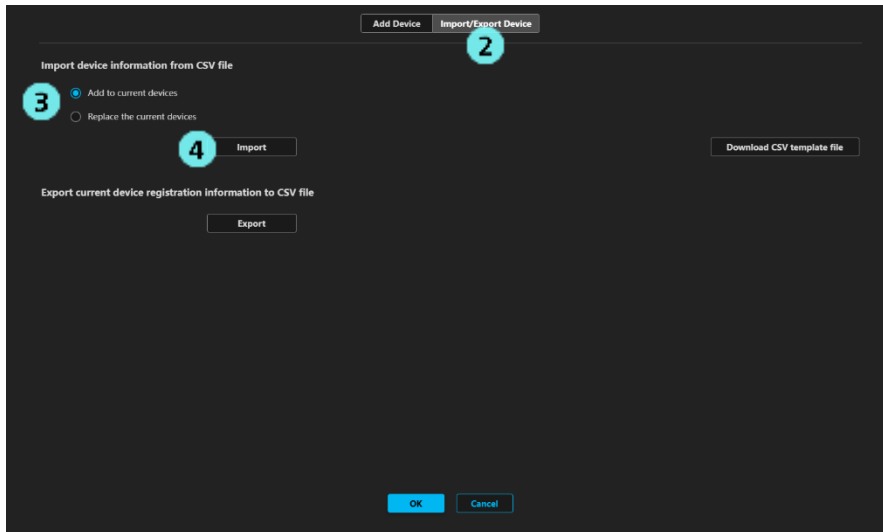 Add Device Import/Export Device
2
Import device information from CSV file
3
Add to current devices
Replace the current devices
4 Import Download CSV template file
Export current device registration information to CSV file
Export
OK Cancel